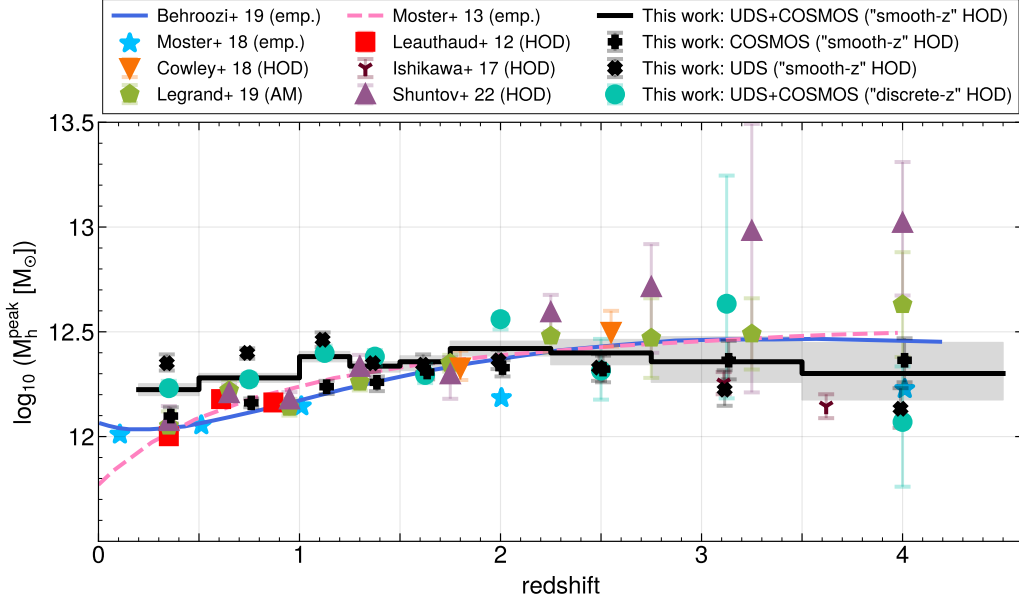 Behroozi+ 19 (emp.)
Moster+ 13 (emp.)
This work: UDS+COSMOS ("smooth-z" HOD)
Moster+ 18 (emp.)
Leauthaud+ 12 (HOD)
This work: COSMOS ("smooth-z" HOD)
Cowley+ 18 (HOD)
Ishikawa+ 17 (HOD)
This work: UDS ("smooth-z" HOD)
Legrand+ 19 (AM)
Shuntov+ 22 (HOD)
This work: UDS+COSMOS ("discrete-z" HOD)
13.5
13
12.5
12
log₁₀ (M_h^peak [M_⊙])
0 1 2 3 4
redshift